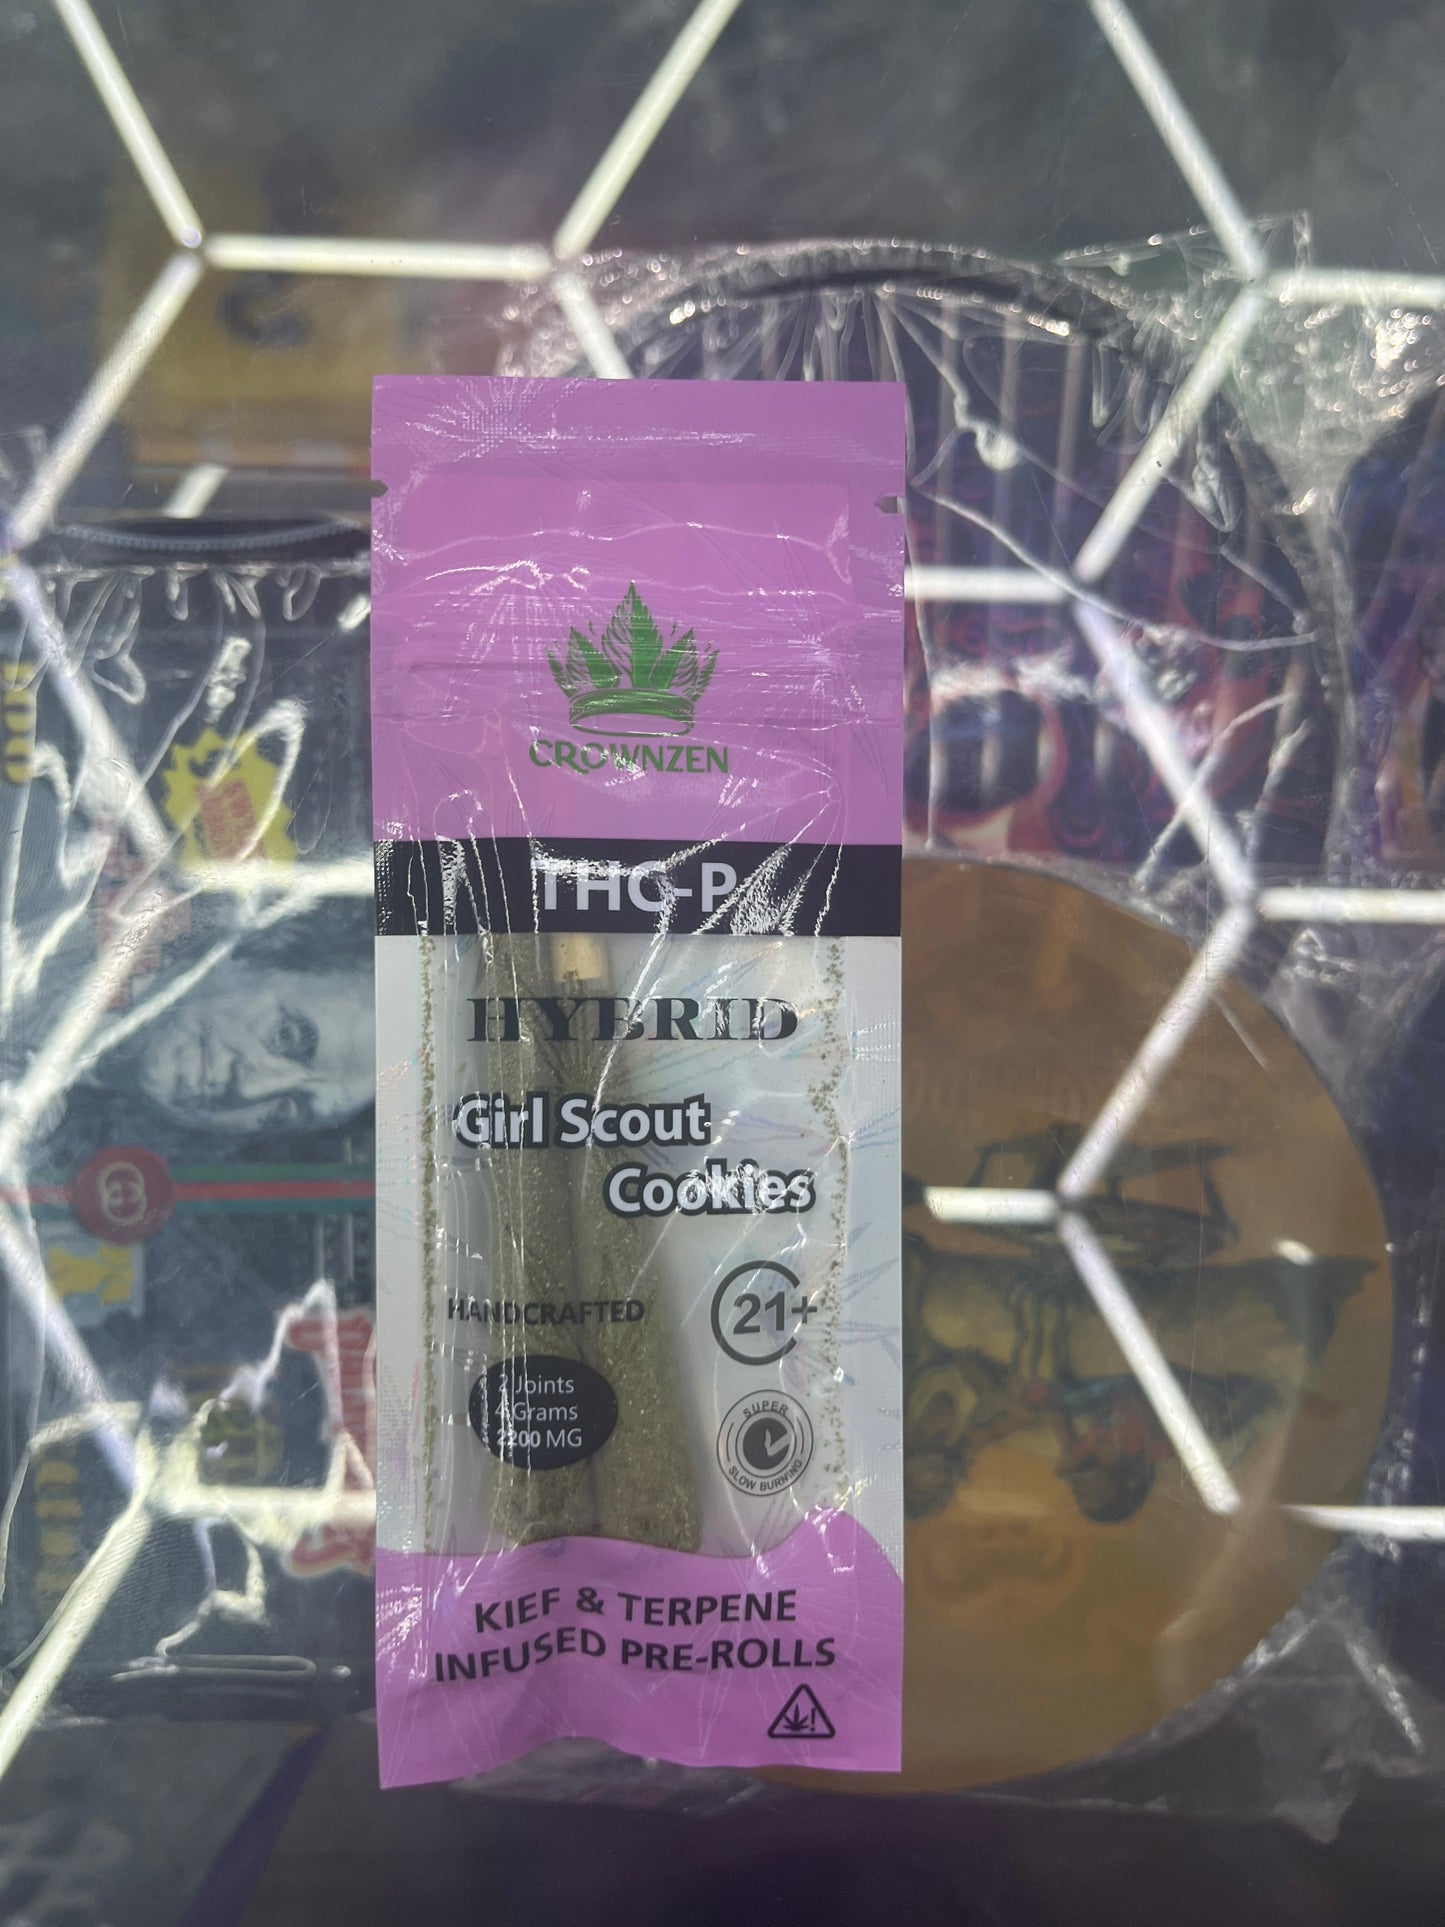 CROWNZEN
THC-P
HYBRID
Girl Scout
Cookies
HANDCRAFTED
21+
2 Joints
4 Grams
2200 MG
SUPER
SLOW BURNING
KIEF & TERPENE
INFUSED PRE-ROLLS
!